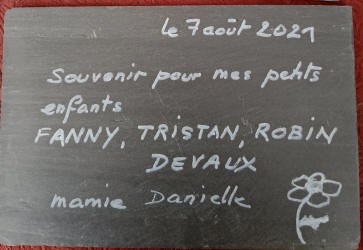 le 7 août 2021
Souvenir pour mes petits
enfants
FANNY, TRISTAN, ROBIN
DEVAUX
mamie Danielle